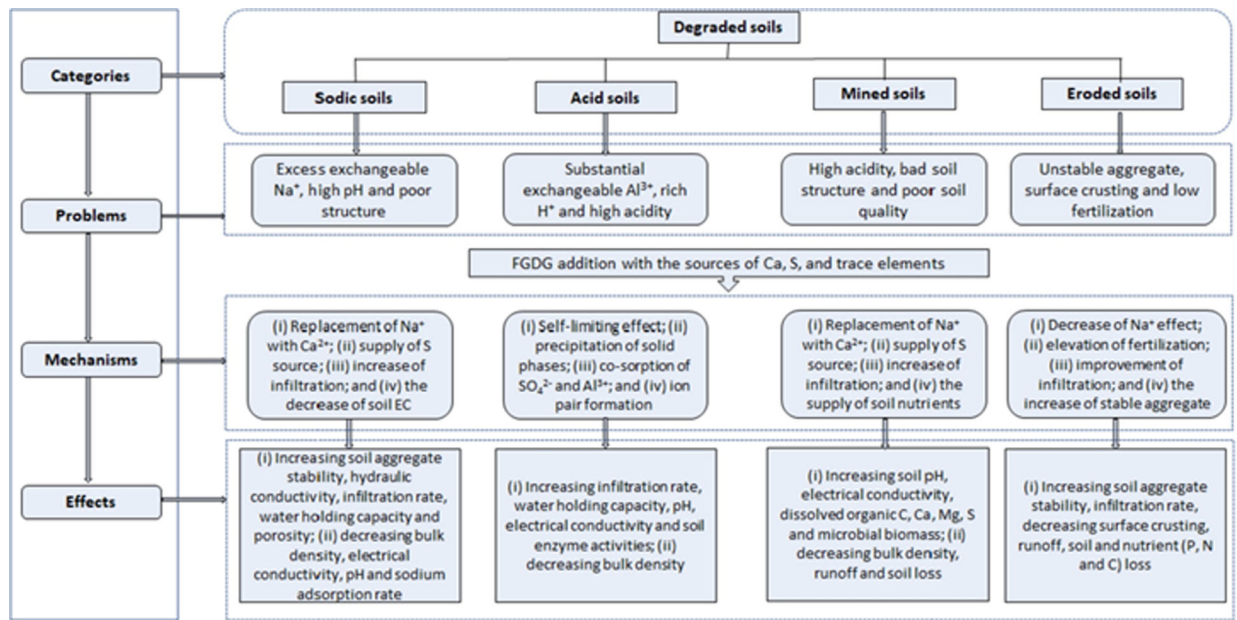 Degraded soils
Categories
Sodic soils
Acid soils
Mined soils
Eroded soils
Problems
Excess exchangeable
Na⁺, high pH and poor
structure
Substantial
exchangeable Al³⁺, rich
H⁺ and high acidity
High acidity, bad soil
structure and poor soil
quality
Unstable aggregate,
surface crusting and low
fertilization
FGDG addition with the sources of Ca, S, and trace elements
Mechanisms
(i) Replacement of Na⁺
with Ca²⁺; (ii) supply of S
source; (iii) increase of
infiltration; and (iv) the
decrease of soil EC
(i) Self-limiting effect; (ii)
precipitation of solid
phases; (iii) co-sorption of
SO₄²⁻ and Al³⁺; and (iv) ion
pair formation
(i) Replacement of Na⁺
with Ca²⁺; (ii) supply of S
source; (iii) increase of
infiltration; and (iv) the
supply of soil nutrients
(i) Decrease of Na⁺ effect;
(ii) elevation of fertilization;
(iii) improvement of
infiltration; and (iv) the
increase of stable aggregate
Effects
(i) Increasing soil aggregate
stability, hydraulic
conductivity, infiltration rate,
water holding capacity and
porosity; (ii) decreasing bulk
density, electrical
conductivity, pH and sodium
adsorption rate
(i) Increasing infiltration rate,
water holding capacity, pH,
electrical conductivity and soil
enzyme activities; (ii)
decreasing bulk density
(i) Increasing soil pH,
electrical conductivity,
dissolved organic C, Ca, Mg, S
and microbial biomass; (ii)
decreasing bulk density,
runoff and soil loss
(i) Increasing soil aggregate
stability, infiltration rate,
decreasing surface crusting,
runoff, soil and nutrient (P, N
and C) loss